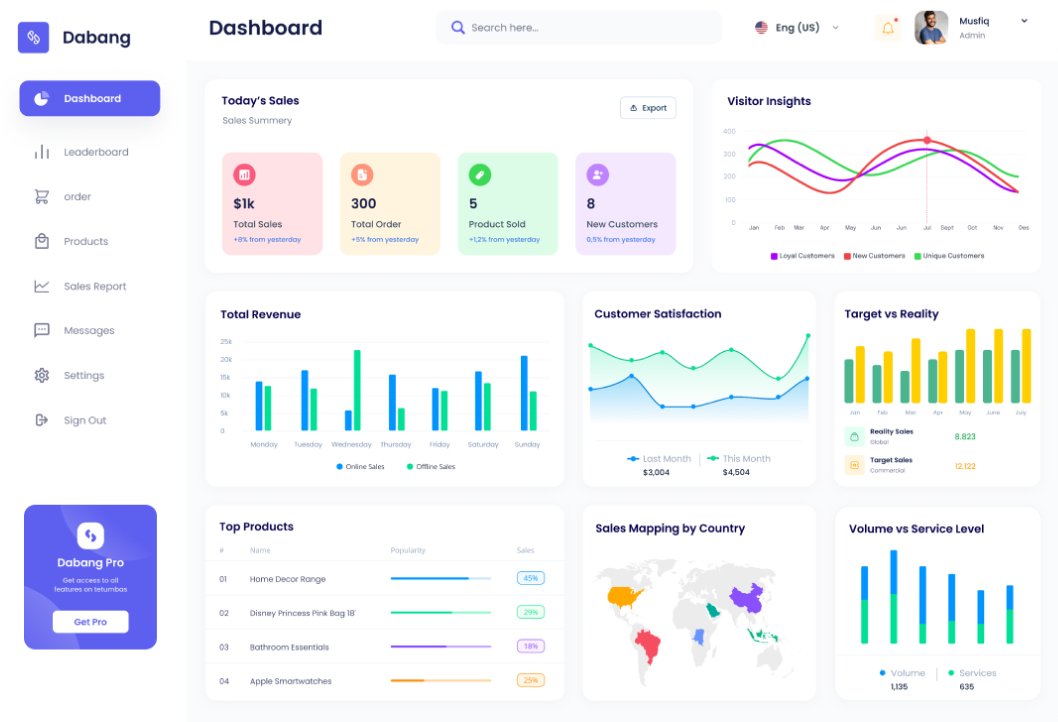 Dabang
Dashboard
Search here...
Eng (US)
Musfiq
Admin
Dashboard
Leaderboard
order
Products
Sales Report
Messages
Settings
Sign Out
Dabang Pro
Get access to all
features on tetumbas
Get Pro
Today's Sales
Sales Summery
Export
$1k
Total Sales
+8% from yesterday
300
Total Order
+5% from yesterday
5
Product Sold
+1,2% from yesterday
8
New Customers
0,5% from yesterday
Visitor Insights
400
300
200
100
0
Jan Feb Mar Apr May Jun Jun Jul Sept Oct Nov Des
Loyal Customers New Customers Unique Customers
Total Revenue
25k
20k
15k
10k
5k
0
Monday Tuesday Wednesday Thursday Friday Saturday Sunday
Online Sales Offline Sales
Customer Satisfaction
Last Month This Month
$3,004 $4,504
Target vs Reality
Jan Feb Mar Apr May June July
Reality Sales
Global
8.823
Target Sales
Commercial
12.122
Top Products
# Name Popularity Sales
01 Home Decor Range 45%
02 Disney Princess Pink Bag 18' 29%
03 Bathroom Essentials 18%
04 Apple Smartwatches 25%
Sales Mapping by Country
Volume vs Service Level
Volume Services
1,135 635